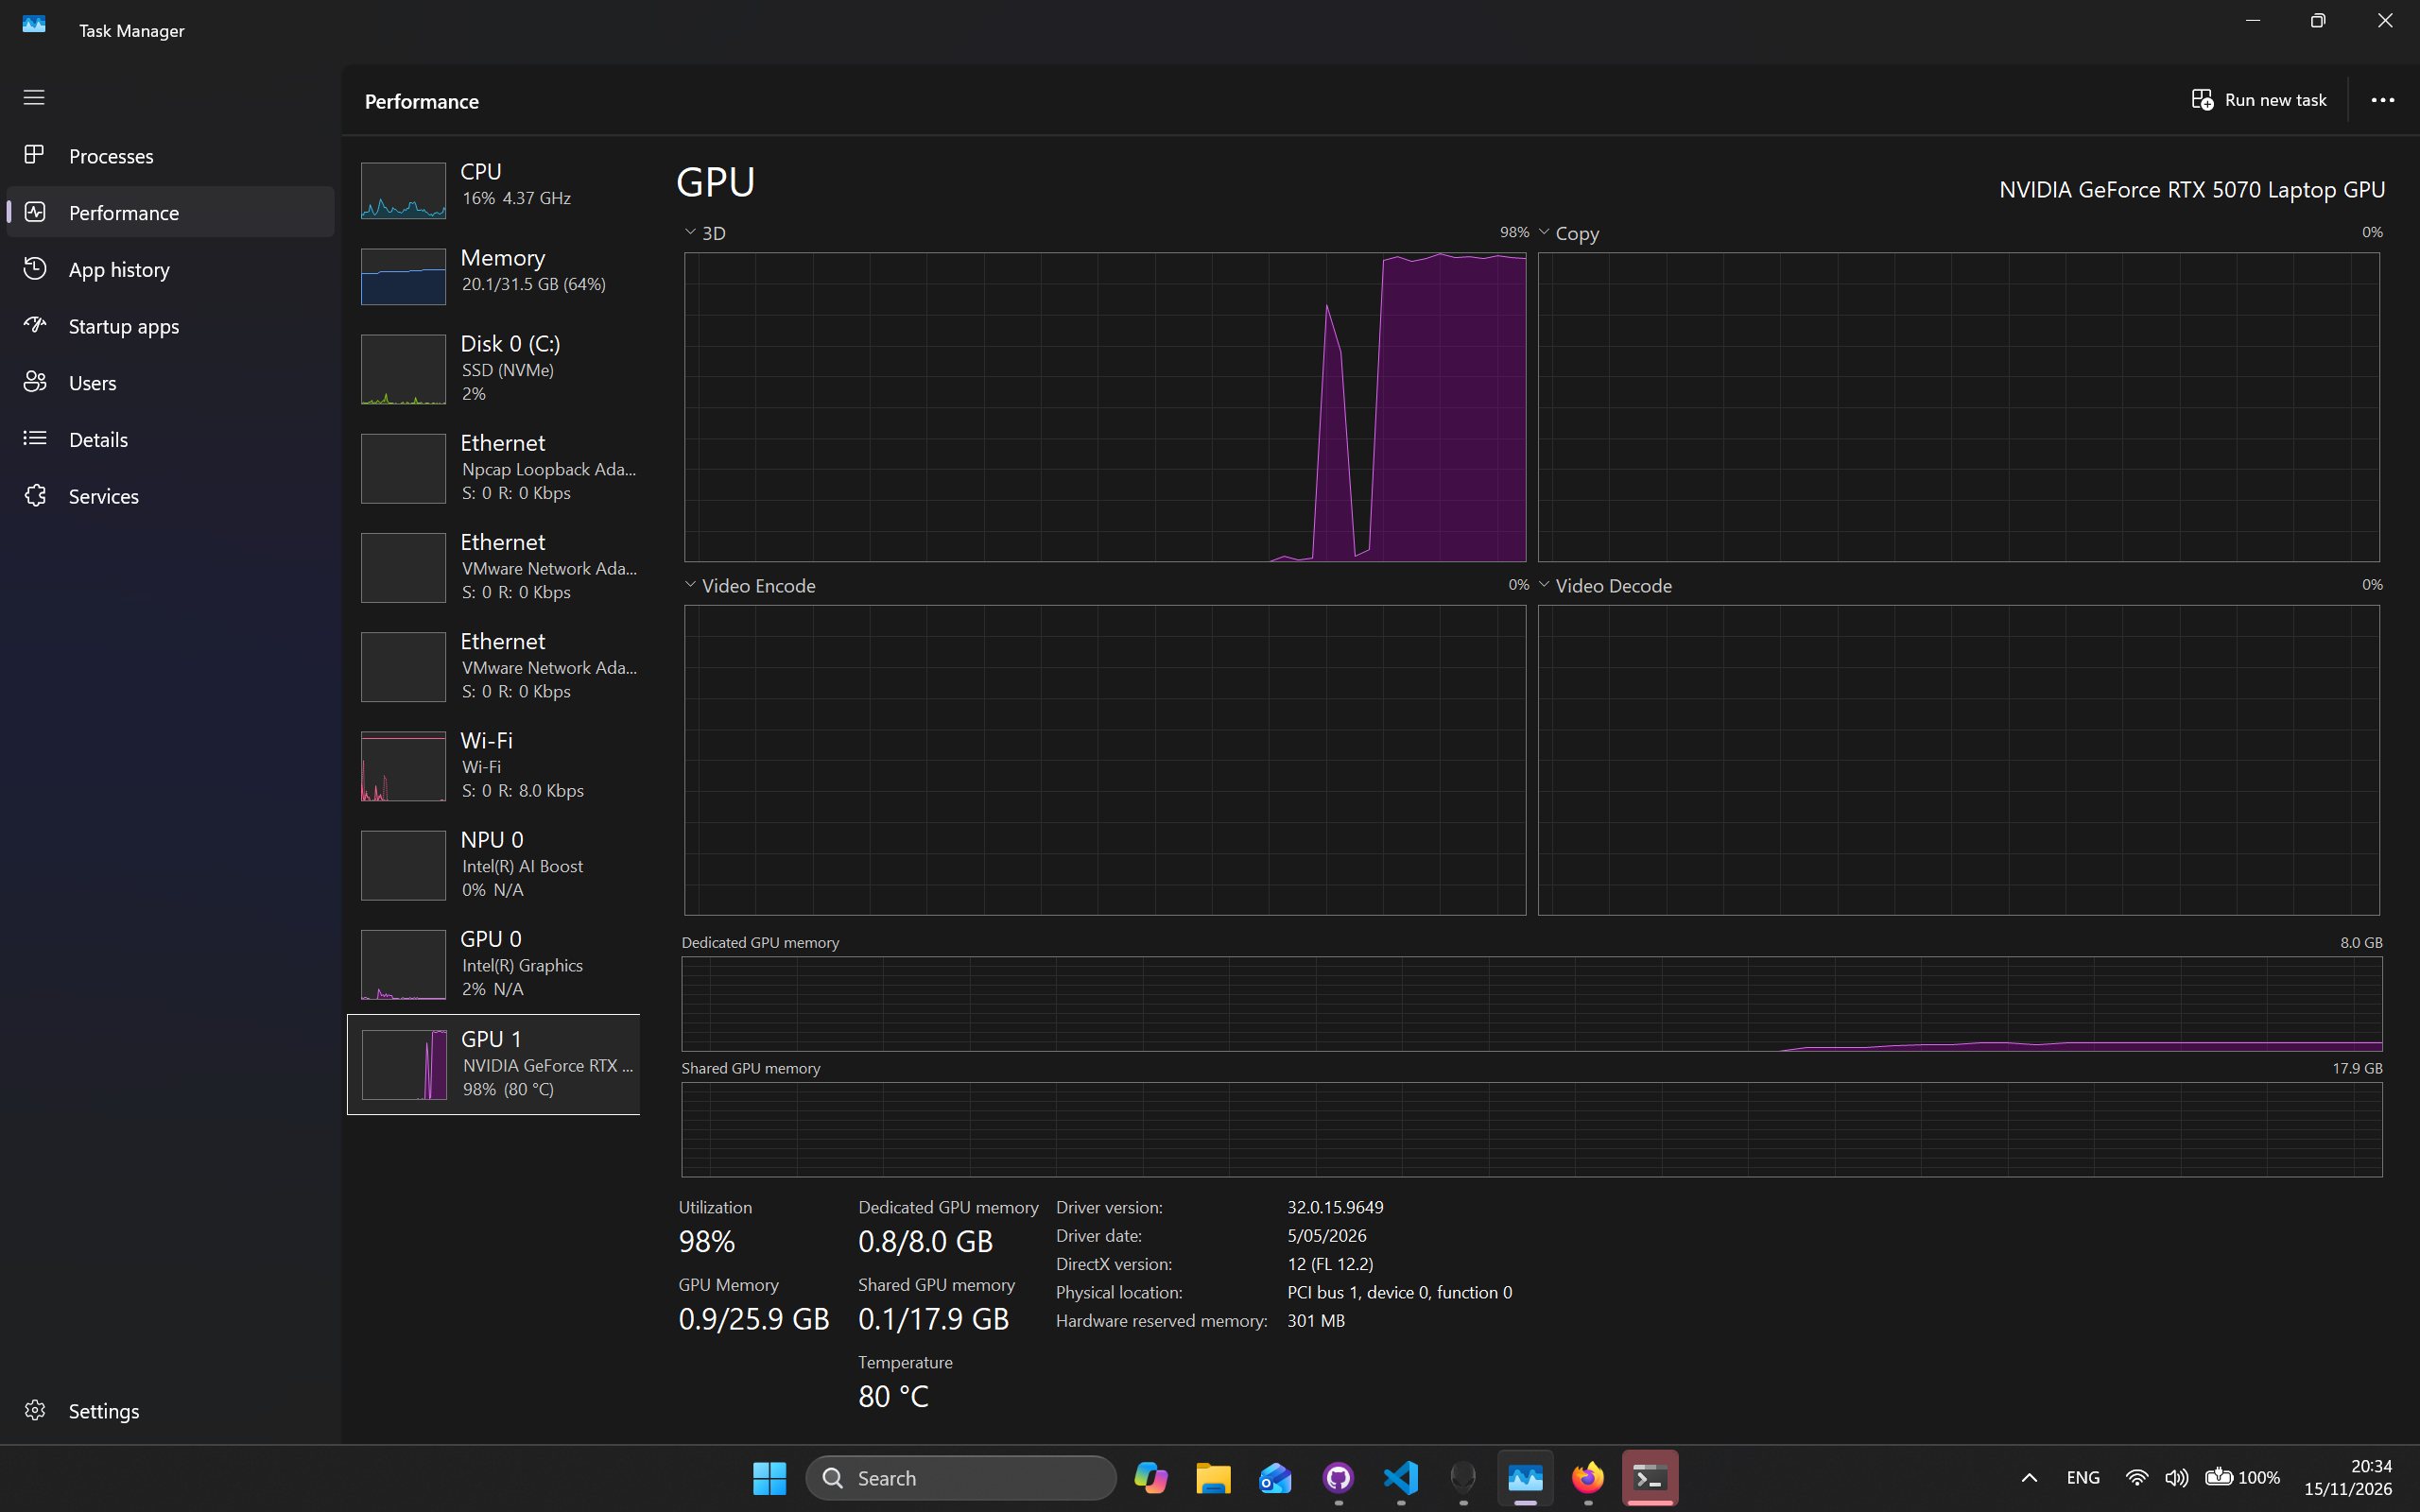 Task Manager
Performance
Run new task
Processes
Performance
App history
Startup apps
Users
Details
Services
Settings
CPU
16% 4.37 GHz
Memory
20.1/31.5 GB (64%)
Disk 0 (C:)
SSD (NVMe)
2%
Ethernet
Npcap Loopback Ada...
S: 0 R: 0 Kbps
Ethernet
VMware Network Ada...
S: 0 R: 0 Kbps
Ethernet
VMware Network Ada...
S: 0 R: 0 Kbps
Wi-Fi
Wi-Fi
S: 0 R: 8.0 Kbps
NPU 0
Intel(R) AI Boost
0% N/A
GPU 0
Intel(R) Graphics
2% N/A
GPU 1
NVIDIA GeForce RTX ...
98% (80 °C)
GPU
NVIDIA GeForce RTX 5070 Laptop GPU
3D 98%
Copy 0%
Video Encode 0%
Video Decode 0%
Dedicated GPU memory 8.0 GB
Shared GPU memory 17.9 GB
Utilization
98%
GPU Memory
0.9/25.9 GB
Dedicated GPU memory
0.8/8.0 GB
Shared GPU memory
0.1/17.9 GB
Temperature
80 °C
Driver version: 32.0.15.9649
Driver date: 5/05/2026
DirectX version: 12 (FL 12.2)
Physical location: PCI bus 1, device 0, function 0
Hardware reserved memory: 301 MB
Search
ENG
100%
20:34
15/11/2026